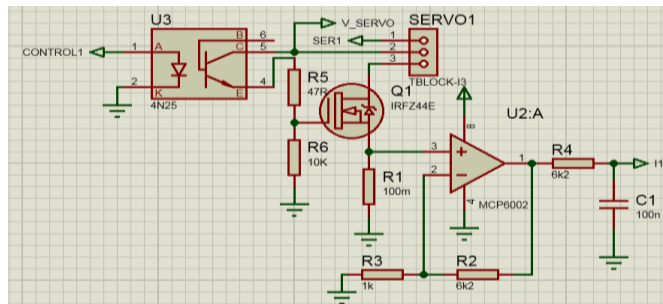 U3
SERVO1
V_SERVO
B 6
CONTROL1 1 A C 5 SER1 1
2
3
2 K E 4
4N25
TBLOCK-I3
R5
47R
Q1
IRFZ44E
U2:A
8
R6
10K
R1
100m
3 + 1 R4 I1
2 − 6k2
4 MCP6002
C1
100n
R3 R2
1k 6k2